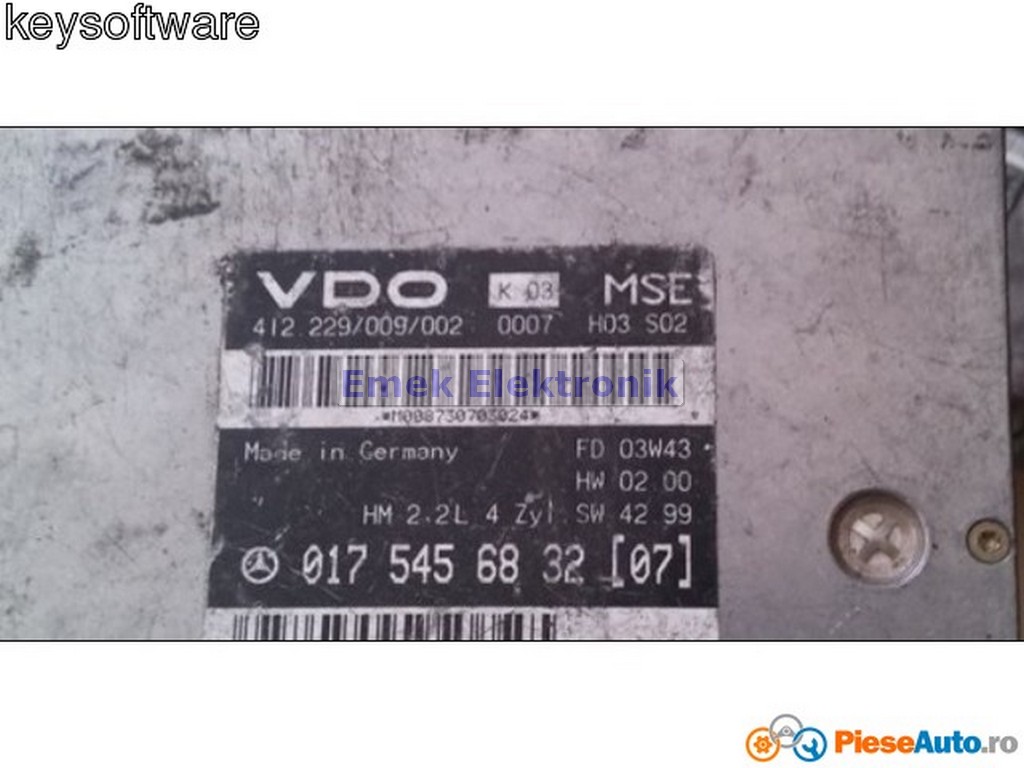 keysoftware
VDO K 03 MSE
412.229/009/002 0007 H03 S02
Emek Elektronik
*M008730703024*
Made in Germany FD 03W43
HW 02 00
HM 2.2L 4 Zyl. SW 42 99
017 545 68 32 [07]
PieseAuto.ro